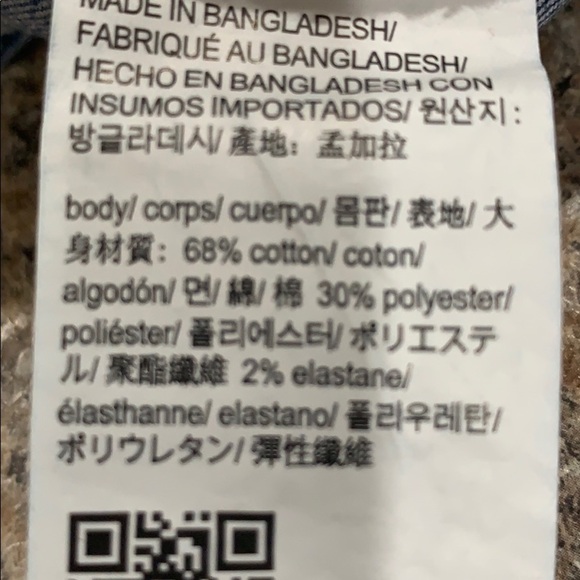 MADE IN BANGLADESH/
FABRIQUÉ AU BANGLADESH/
HECHO EN BANGLADESH CON
INSUMOS IMPORTADOS/ 원산지 :
방글라데시/ 產地： 孟加拉
body/ corps/ cuerpo/ 몸판/ 表地/ 大
身材質： 68% cotton/ coton/
algodón/ 면/ 綿/ 棉 30% polyester/
poliéster/ 폴리에스터/ ポリエステ
ル/ 聚酯纖維 2% elastane/
élasthanne/ elastano/ 폴리우레탄/
ポリウレタン/ 彈性纖維